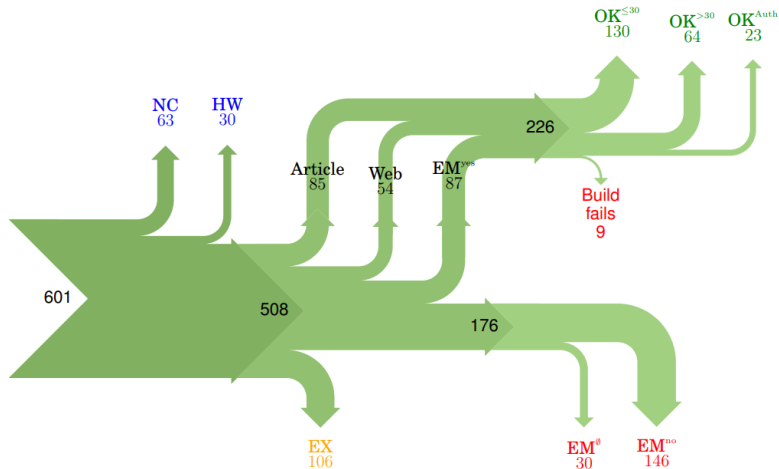 OK≤30
130
OK>30
64
OKAuth
23
NC
63
HW
30
226
Article
85
Web
54
EMyes
87
Build
fails
9
601
508
176
EX
106
EM∅
30
EMno
146